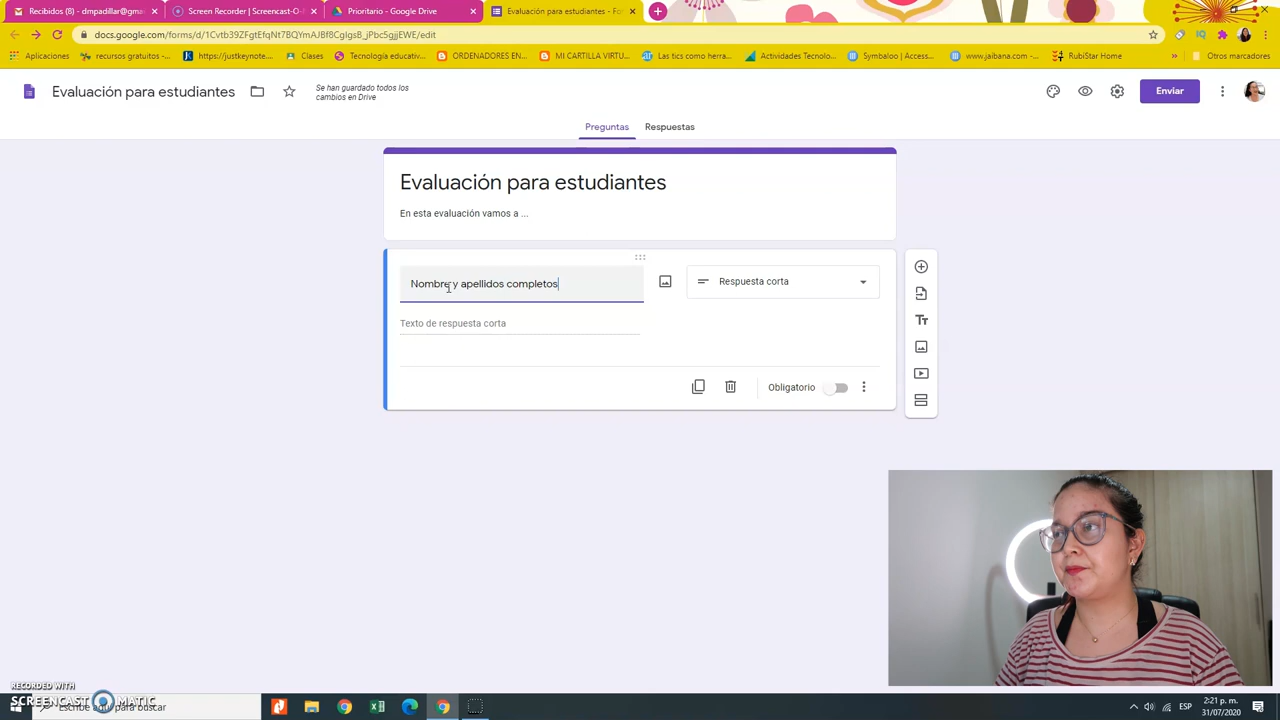 Recibidos (8) - dmpadillar@gma
Screen Recorder | Screencast-O-
Prioritario - Google Drive
Evaluación para estudiantes - Fo
docs.google.com/forms/d/1Cvtb39ZFgtEfqNt7BQYmAJBf8CgIgsB_jPbc5gjjEWE/edit
Aplicaciones
recursos gratuitos -...
https://justkeynote...
Clases
Tecnología educativ...
ORDENADORES EN...
MI CARTILLA VIRTU...
Las tics como herra...
Actividades Tecnolo...
Symbaloo | Access...
www.jaibana.com -...
RubiStar Home
»
Otros marcadores
Evaluación para estudiantes
Se han guardado todos los
cambios en Drive
Enviar
Preguntas
Respuestas
Evaluación para estudiantes
En esta evaluación vamos a ...
Nombre y apellidos completos
Respuesta corta
Texto de respuesta corta
Obligatorio
RECORDED WITH
SCREENCAST MATIC
Escribe aquí para buscar
ESP
2:21 p. m.
31/07/2020